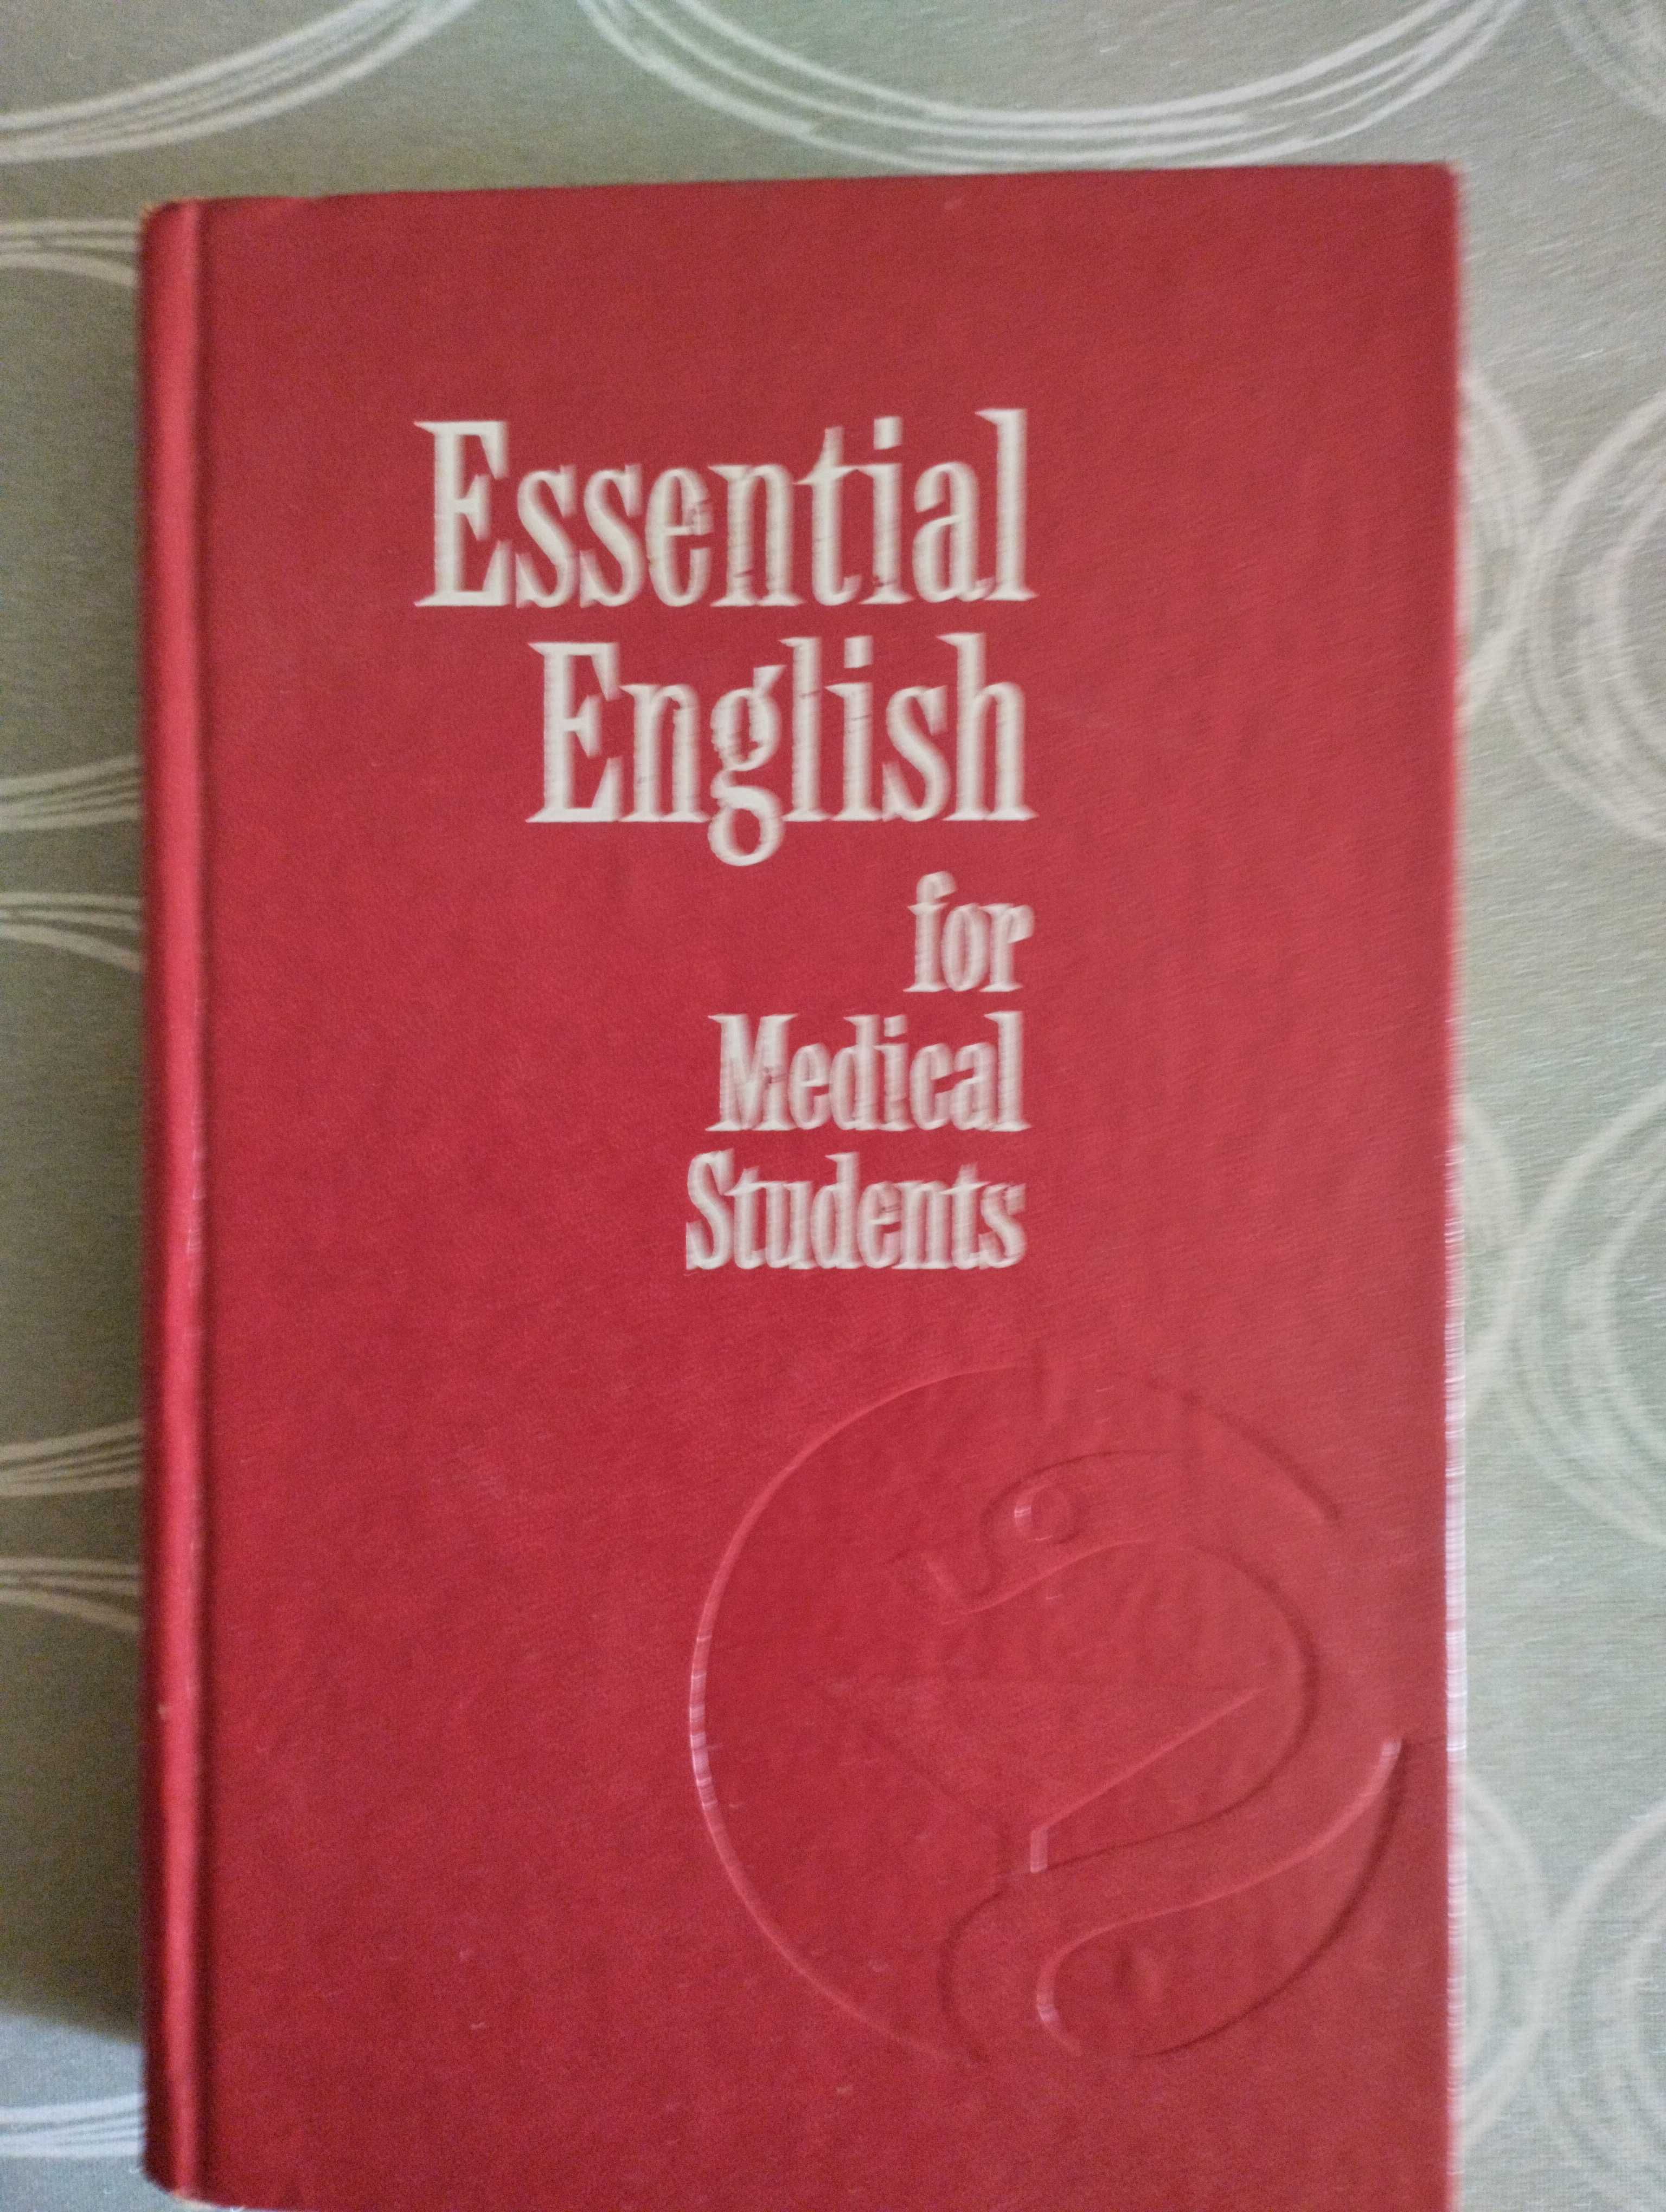 Essential
English
for
Medical
Students